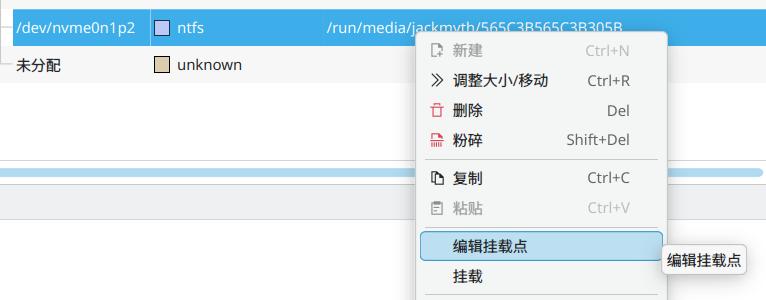 /dev/nvme0n1p2 ntfs /run/media/jackmyth/565C3B565C3B305B
未分配 unknown
新建 Ctrl+N
调整大小/移动 Ctrl+R
删除 Del
粉碎 Shift+Del
复制 Ctrl+C
粘贴 Ctrl+V
编辑挂载点
编辑挂载点
挂载